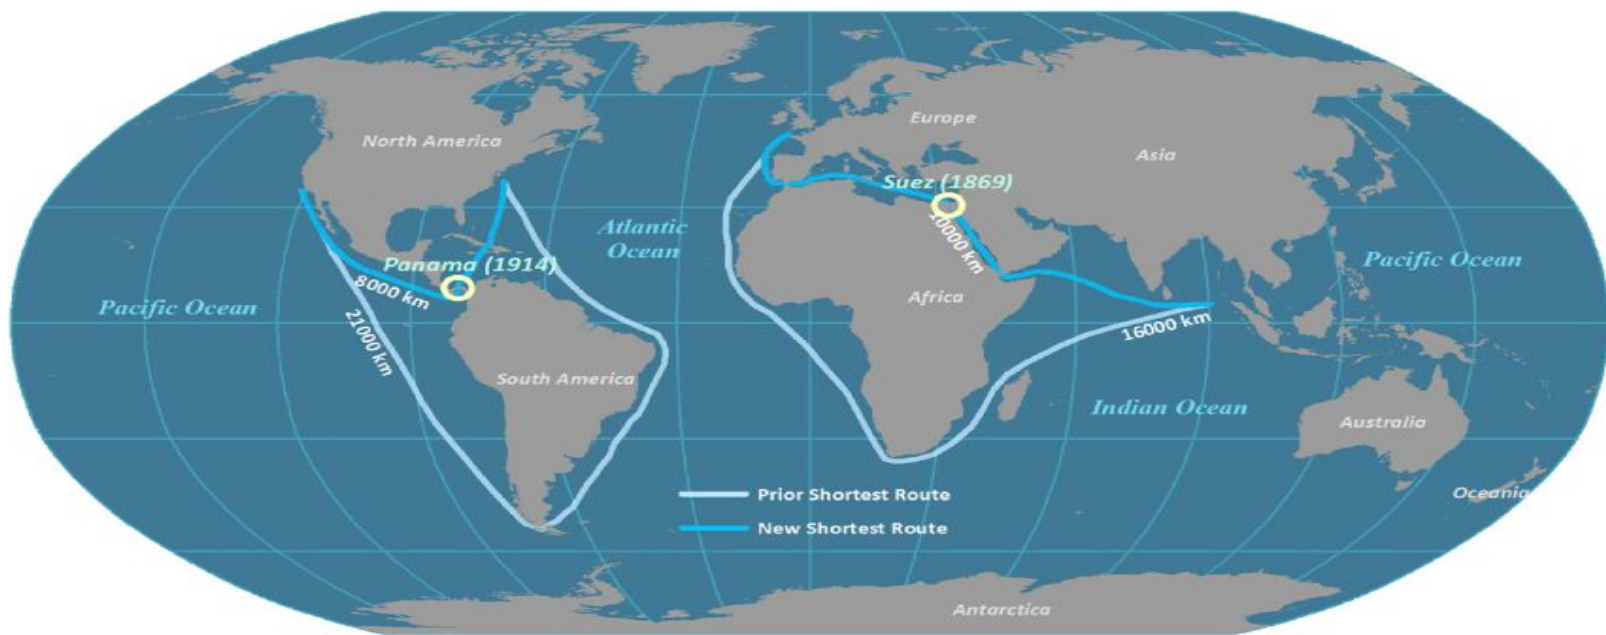 North America
Europe
Asia
Suez (1869)
10000 km
Atlantic
Ocean
Panama (1914)
8000 km
Pacific Ocean
Pacific Ocean
Africa
21000 km
16000 km
South America
Indian Ocean
Australia
Prior Shortest Route
Oceania
New Shortest Route
Antarctica